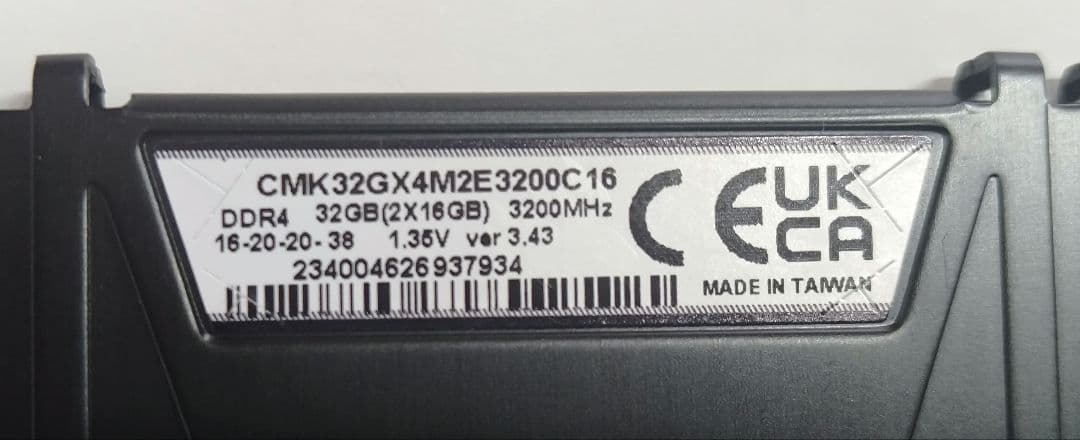 CMK32GX4M2E3200C16
DDR4 32GB(2X16GB) 3200MHz
16-20-20-38 1.35V ver 3.43
234004626937934
CE
UK
CA
MADE IN TAIWAN